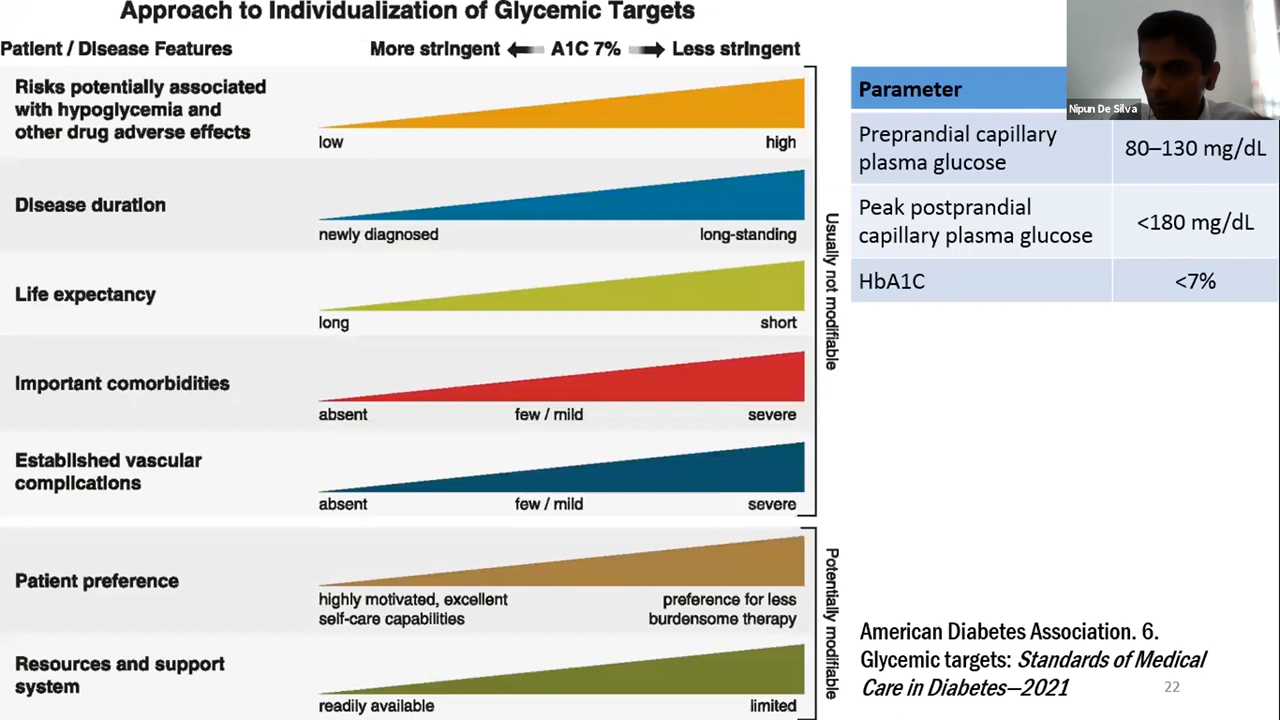 Approach to Individualization of Glycemic Targets
Patient / Disease Features
More stringent A1C 7% Less stringent
Risks potentially associated
with hypoglycemia and
other drug adverse effects
low high
Disease duration
newly diagnosed long-standing
Life expectancy
long short
Important comorbidities
absent few / mild severe
Established vascular
complications
absent few / mild severe
Usually not modifiable
Patient preference
highly motivated, excellent
self-care capabilities
preference for less
burdensome therapy
Resources and support
system
readily available limited
Potentially modifiable
Parameter
Preprandial capillary
plasma glucose
80–130 mg/dL
Peak postprandial
capillary plasma glucose
<180 mg/dL
HbA1C
<7%
Nipun De Silva
American Diabetes Association. 6.
Glycemic targets: Standards of Medical
Care in Diabetes—2021
22